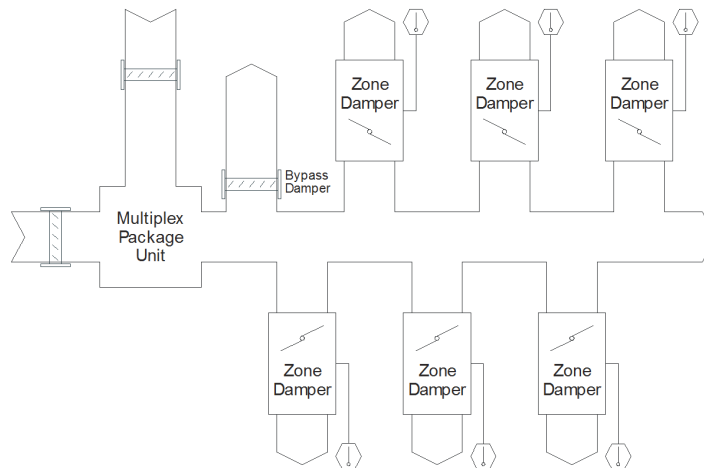 Zone
Damper
Zone
Damper
Zone
Damper
Bypass
Damper
Multiplex
Package
Unit
Zone
Damper
Zone
Damper
Zone
Damper